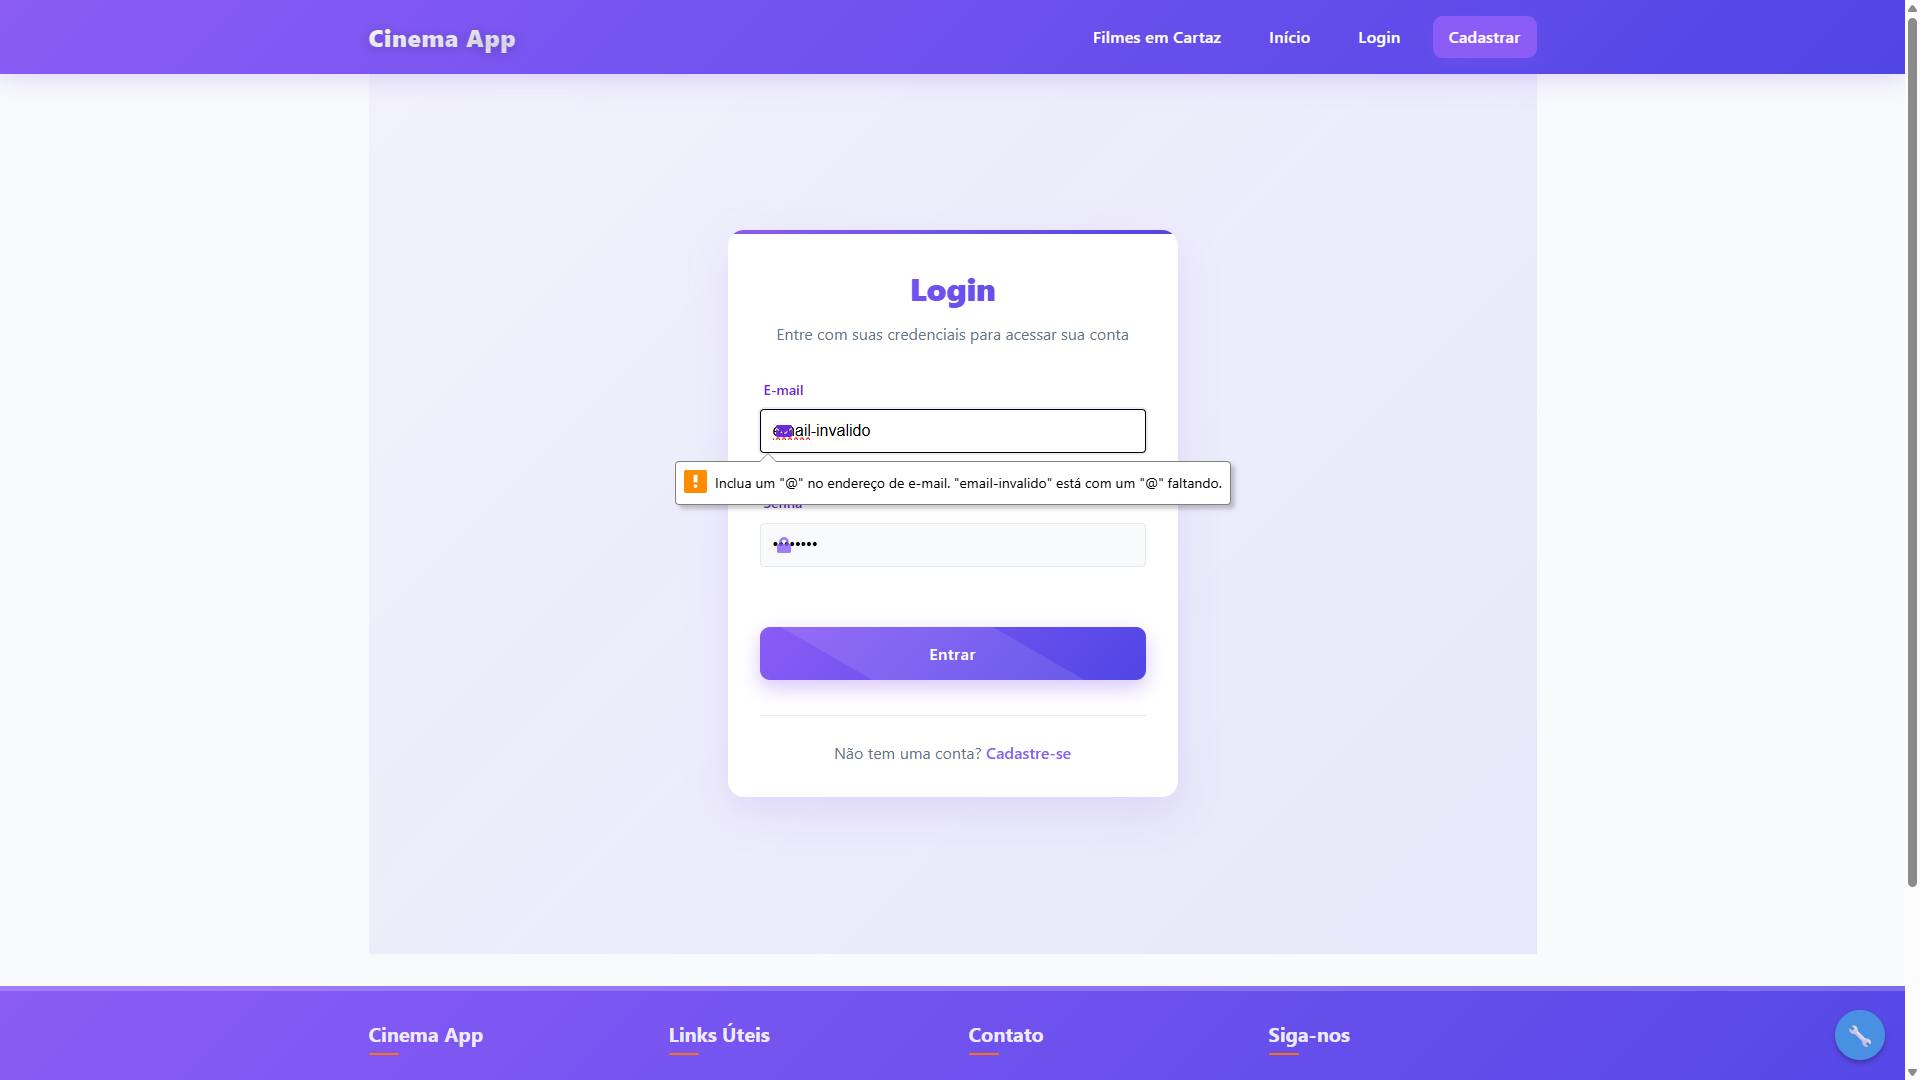 Cinema App
Filmes em Cartaz
Início
Login
Cadastrar
Login
Entre com suas credenciais para acessar sua conta
E-mail
email-invalido
Inclua um "@" no endereço de e-mail. "email-invalido" está com um "@" faltando.
Senha
Entrar
Não tem uma conta? Cadastre-se
Cinema App
Links Úteis
Contato
Siga-nos